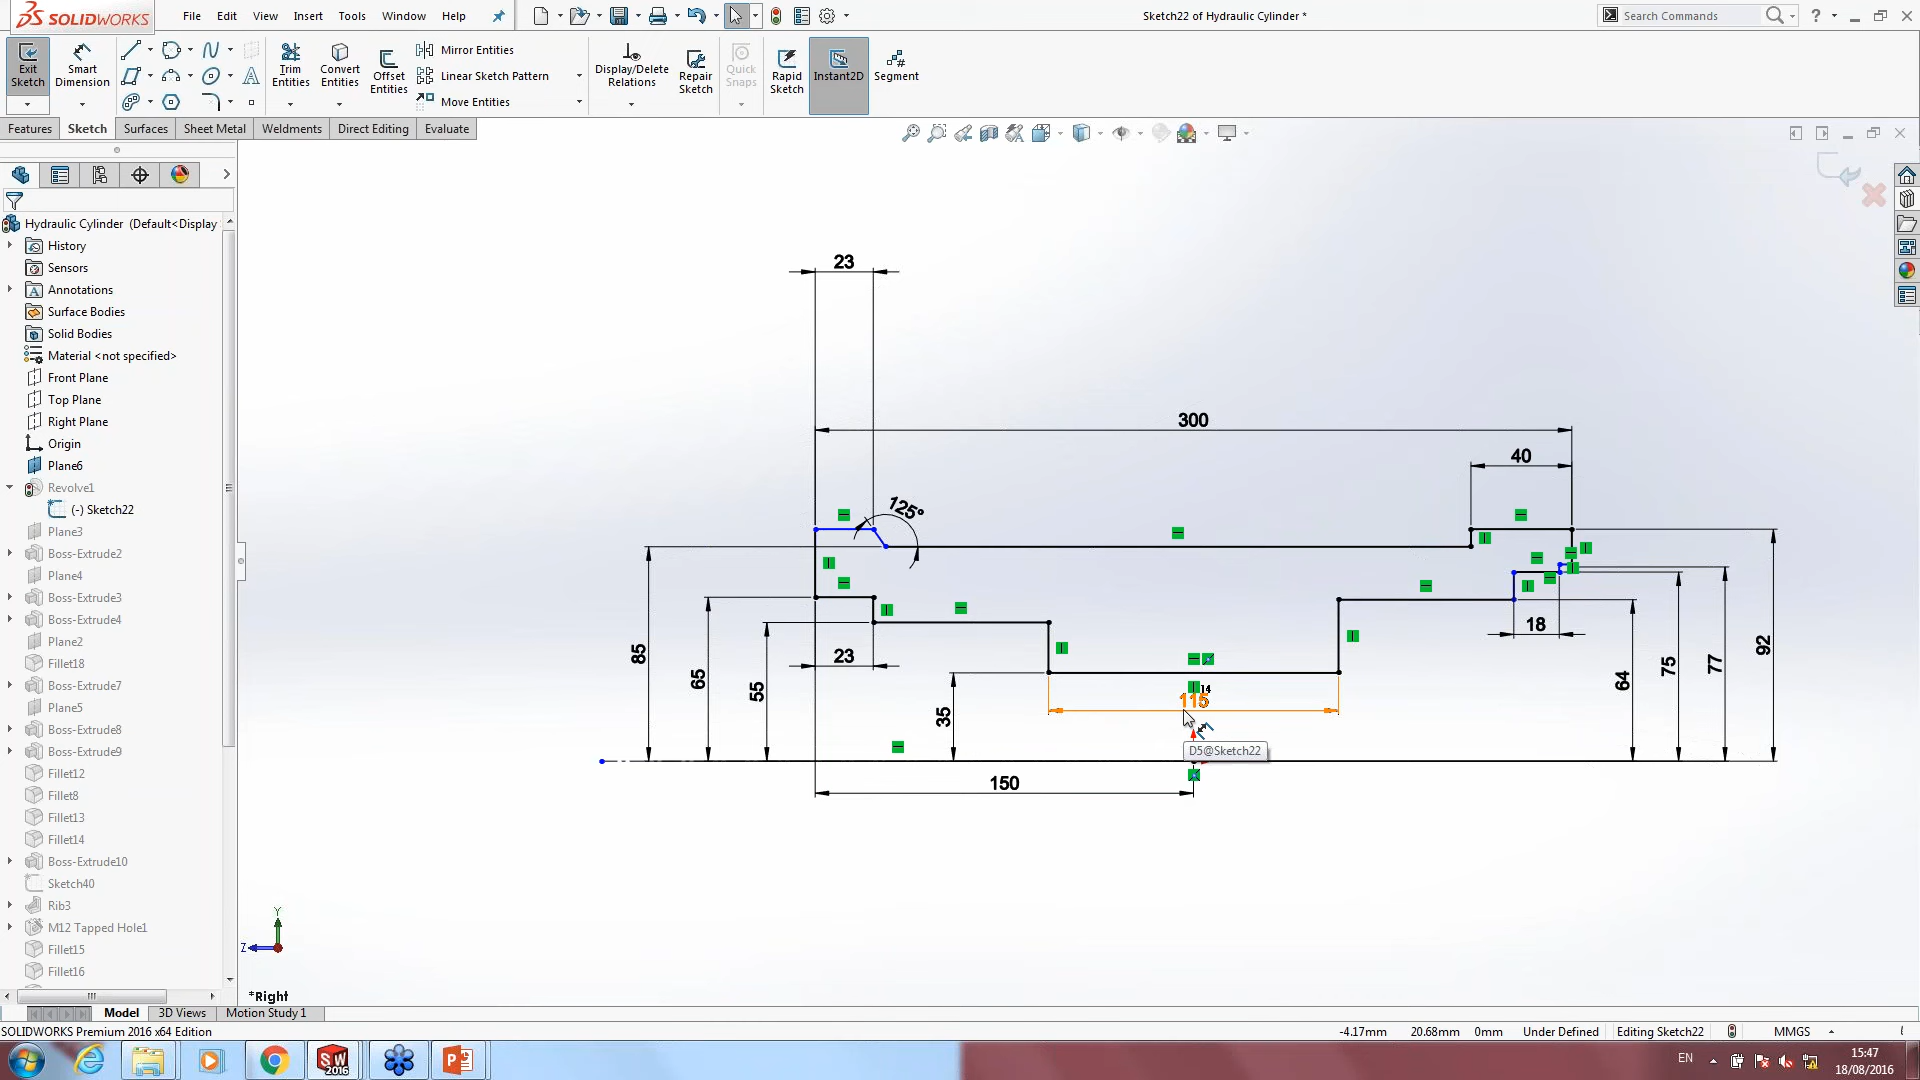 SOLIDWORKS
File Edit View Insert Tools Window Help
Sketch22 of Hydraulic Cylinder *
Search Commands
Exit Sketch
Smart Dimension
Trim Entities
Convert Entities
Offset Entities
Mirror Entities
Linear Sketch Pattern
Move Entities
Display/Delete Relations
Repair Sketch
Quick Snaps
Rapid Sketch
Instant2D
Segment
Features Sketch Surfaces Sheet Metal Weldments Direct Editing Evaluate
Hydraulic Cylinder (Default<Display
History
Sensors
Annotations
Surface Bodies
Solid Bodies
Material <not specified>
Front Plane
Top Plane
Right Plane
Origin
Plane6
Revolve1
(-) Sketch22
Plane3
Boss-Extrude2
Plane4
Boss-Extrude3
Boss-Extrude4
Plane2
Fillet18
Boss-Extrude7
Plane5
Boss-Extrude8
Boss-Extrude9
Fillet12
Fillet8
Fillet13
Fillet14
Boss-Extrude10
Sketch40
Rib3
M12 Tapped Hole1
Fillet15
Fillet16
23
300
40
125°
18
23
85
65
55
35
14
115
64
75
77
92
D5@Sketch22
150
Y
Z
*Right
Model 3D Views Motion Study 1
SOLIDWORKS Premium 2016 x64 Edition
-4.17mm 20.68mm 0mm Under Defined Editing Sketch22 MMGS
SW 2016
EN
15:47
18/08/2016